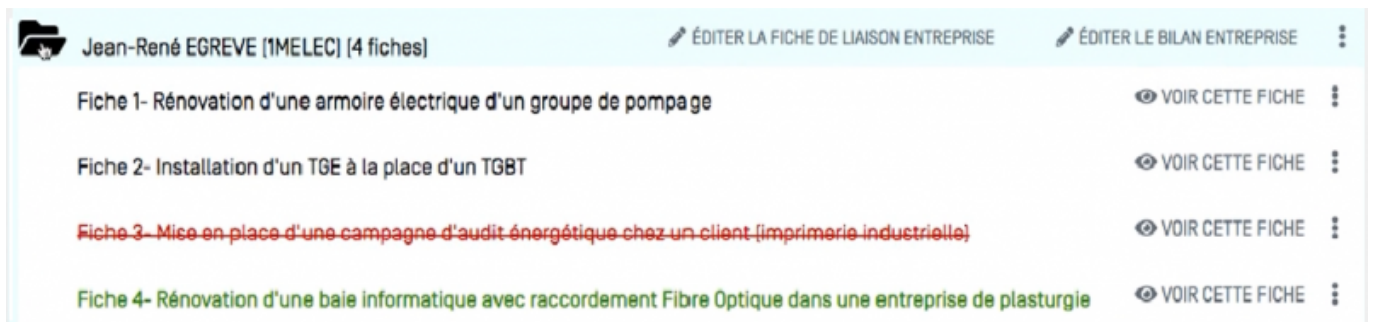 Jean-René EGREVE [1MELEC] [4 fiches] ÉDITER LA FICHE DE LIAISON ENTREPRISE ÉDITER LE BILAN ENTREPRISE
Fiche 1- Rénovation d'une armoire électrique d'un groupe de pompage VOIR CETTE FICHE
Fiche 2- Installation d'un TGE à la place d'un TGBT VOIR CETTE FICHE
Fiche 3- Mise en place d'une campagne d'audit énergétique chez un client [imprimerie industrielle] VOIR CETTE FICHE
Fiche 4- Rénovation d'une baie informatique avec raccordement Fibre Optique dans une entreprise de plasturgie VOIR CETTE FICHE